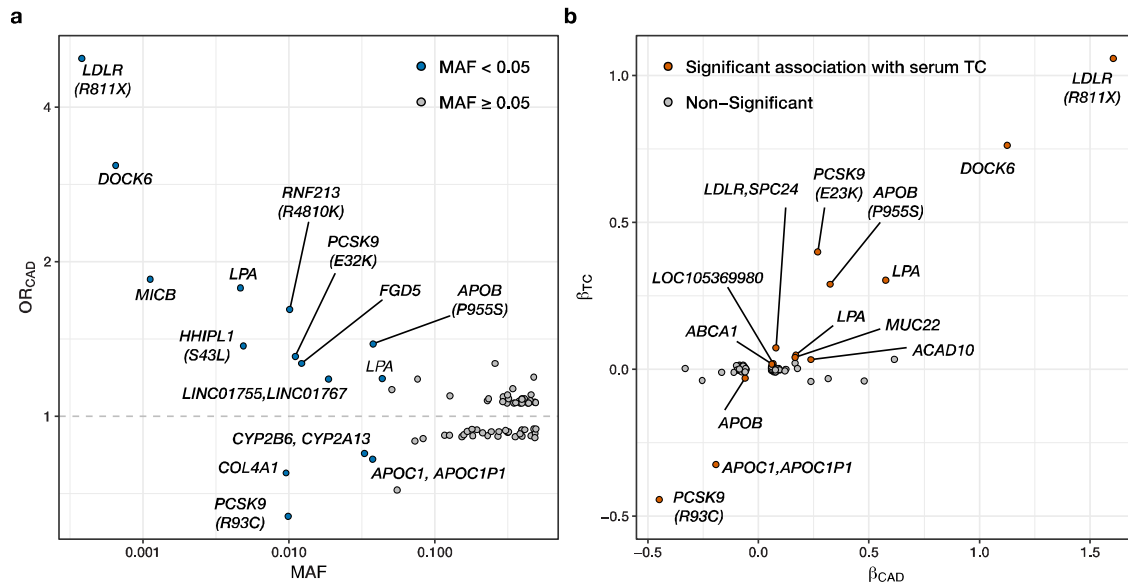 a
OR_CAD
4
2
1
0.001
0.010
0.100
MAF
MAF < 0.05
MAF ≥ 0.05
LDLR
(R811X)
DOCK6
RNF213
(R4810K)
PCSK9
(E32K)
MICB
LPA
FGD5
APOB
(P955S)
HHIPL1
(S43L)
LPA
LINC01755,LINC01767
CYP2B6, CYP2A13
COL4A1
APOC1, APOC1P1
PCSK9
(R93C)
b
β_TC
1.0
0.5
0.0
−0.5
−0.5
0.0
0.5
1.0
1.5
β_CAD
Significant association with serum TC
Non−Significant
LDLR
(R811X)
DOCK6
LDLR,SPC24
PCSK9
(E23K)
APOB
(P955S)
LOC105369980
LPA
ABCA1
LPA
MUC22
ACAD10
APOB
APOC1,APOC1P1
PCSK9
(R93C)